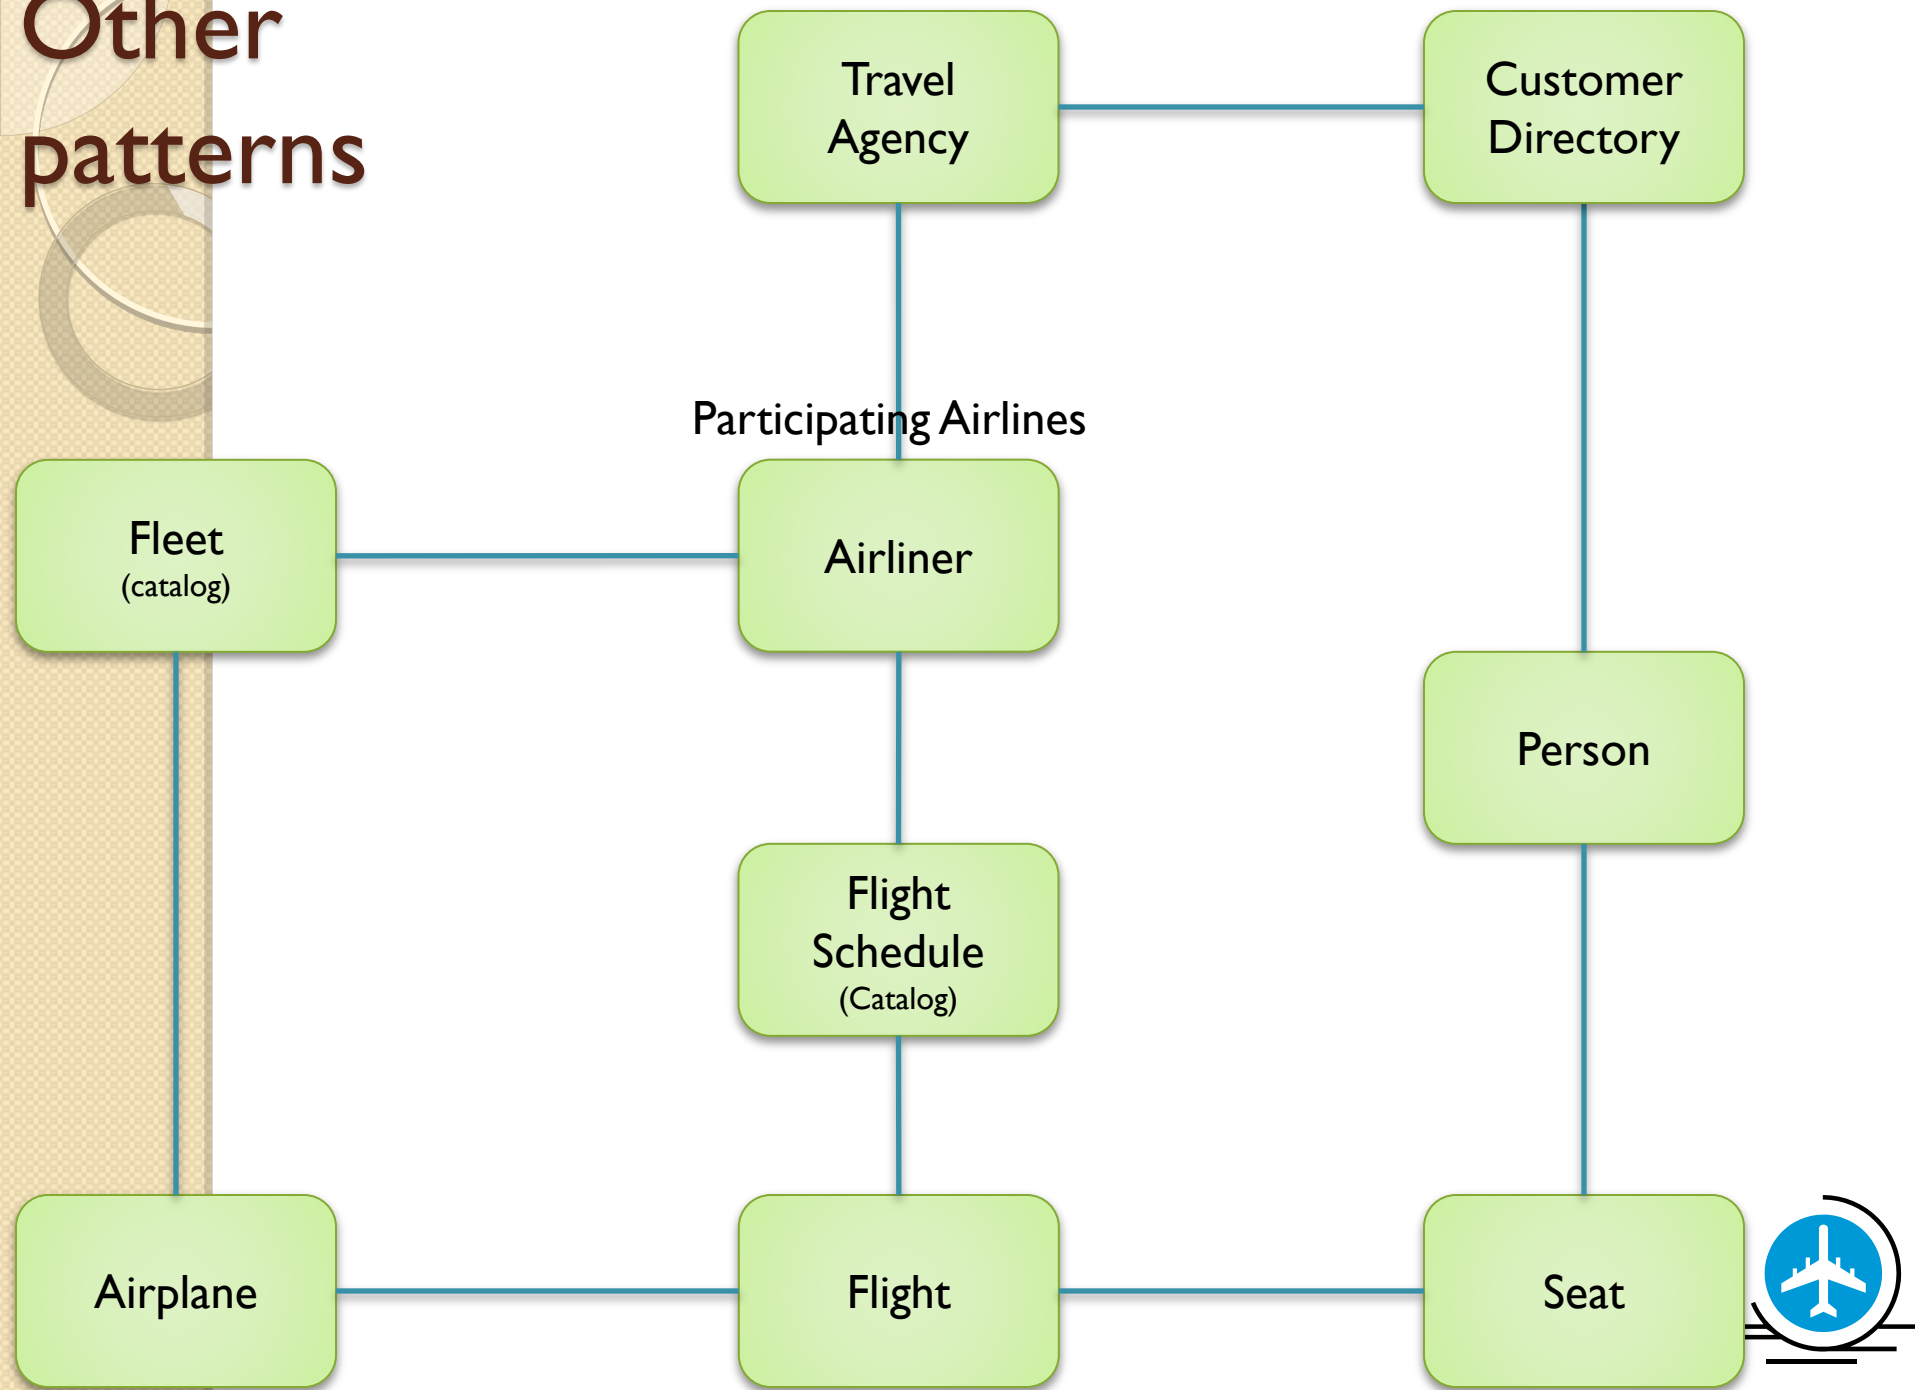 Other
patterns
Travel
Agency
Customer
Directory
Participating Airlines
Fleet
(catalog)
Airliner
Person
Flight
Schedule
(Catalog)
Airplane
Flight
Seat